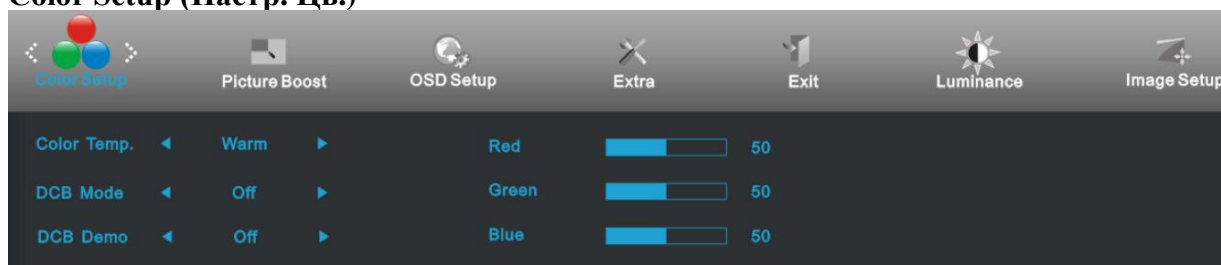 Color Setup (Настр. Цв.)
Color Setup Picture Boost OSD Setup Extra Exit Luminance Image Setup
Color Temp. Warm Red 50
DCB Mode Off Green 50
DCB Demo Off Blue 50